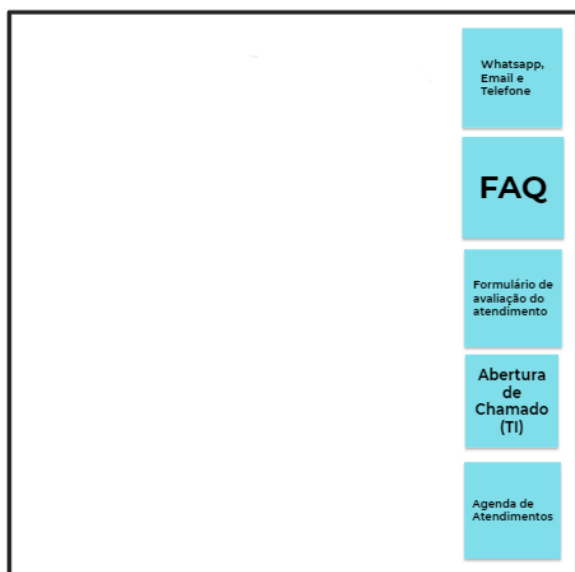 Whatsapp,
Email e
Telefone
FAQ
Formulário de
avaliação do
atendimento
Abertura
de
Chamado
(TI)
Agenda de
Atendimentos